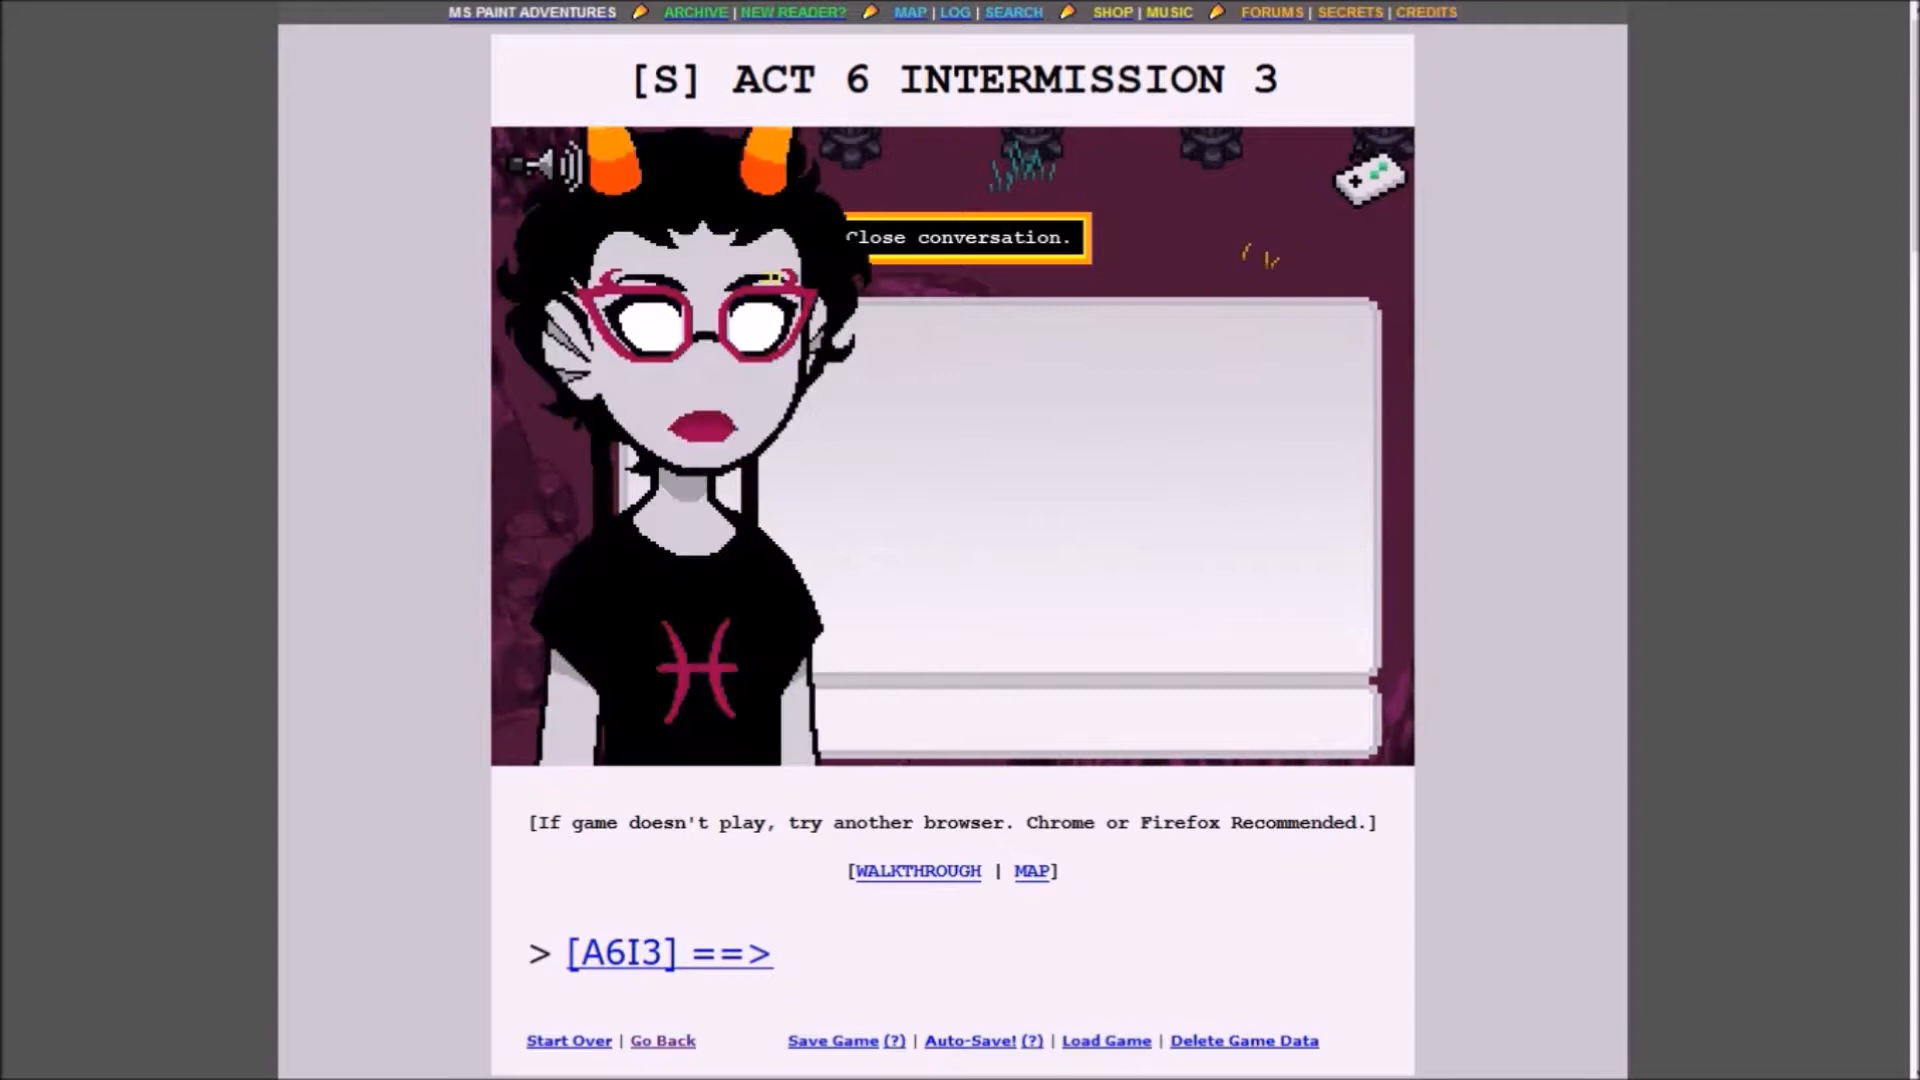 MS PAINT ADVENTURES ARCHIVE | NEW READER? MAP | LOG | SEARCH SHOP | MUSIC FORUMS | SECRETS | CREDITS
[S] ACT 6 INTERMISSION 3
Close conversation.
[If game doesn't play, try another browser. Chrome or Firefox Recommended.]
[WALKTHROUGH | MAP]
> [A6I3] ==>
Start Over | Go Back Save Game (?) | Auto-Save! (?) | Load Game | Delete Game Data